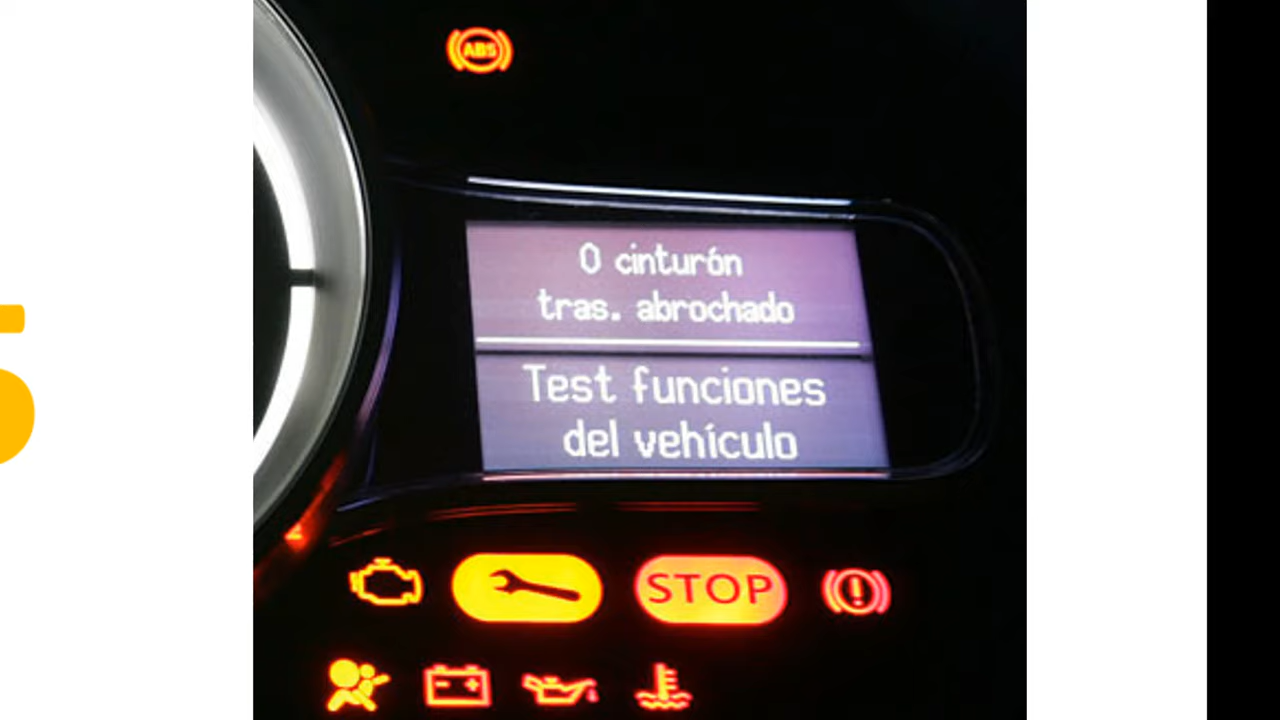 ABS
0 cinturón
tras. abrochado
Test funciones
del vehículo
STOP